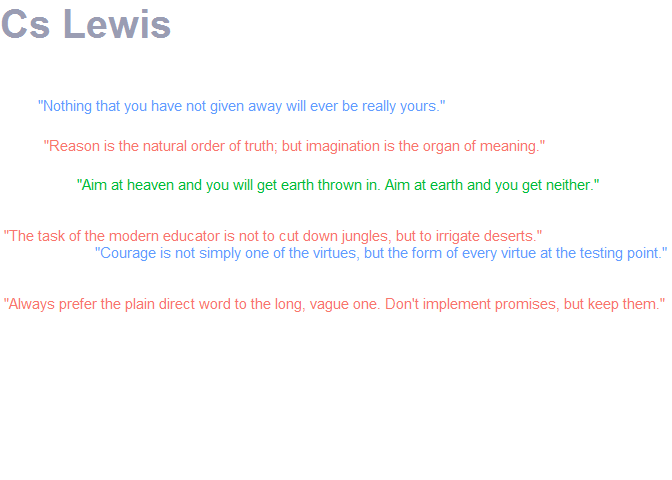 Cs Lewis
"Nothing that you have not given away will ever be really yours."
"Reason is the natural order of truth; but imagination is the organ of meaning."
"Aim at heaven and you will get earth thrown in. Aim at earth and you get neither."
"The task of the modern educator is not to cut down jungles, but to irrigate deserts."
"Courage is not simply one of the virtues, but the form of every virtue at the testing point."
"Always prefer the plain direct word to the long, vague one. Don't implement promises, but keep them."